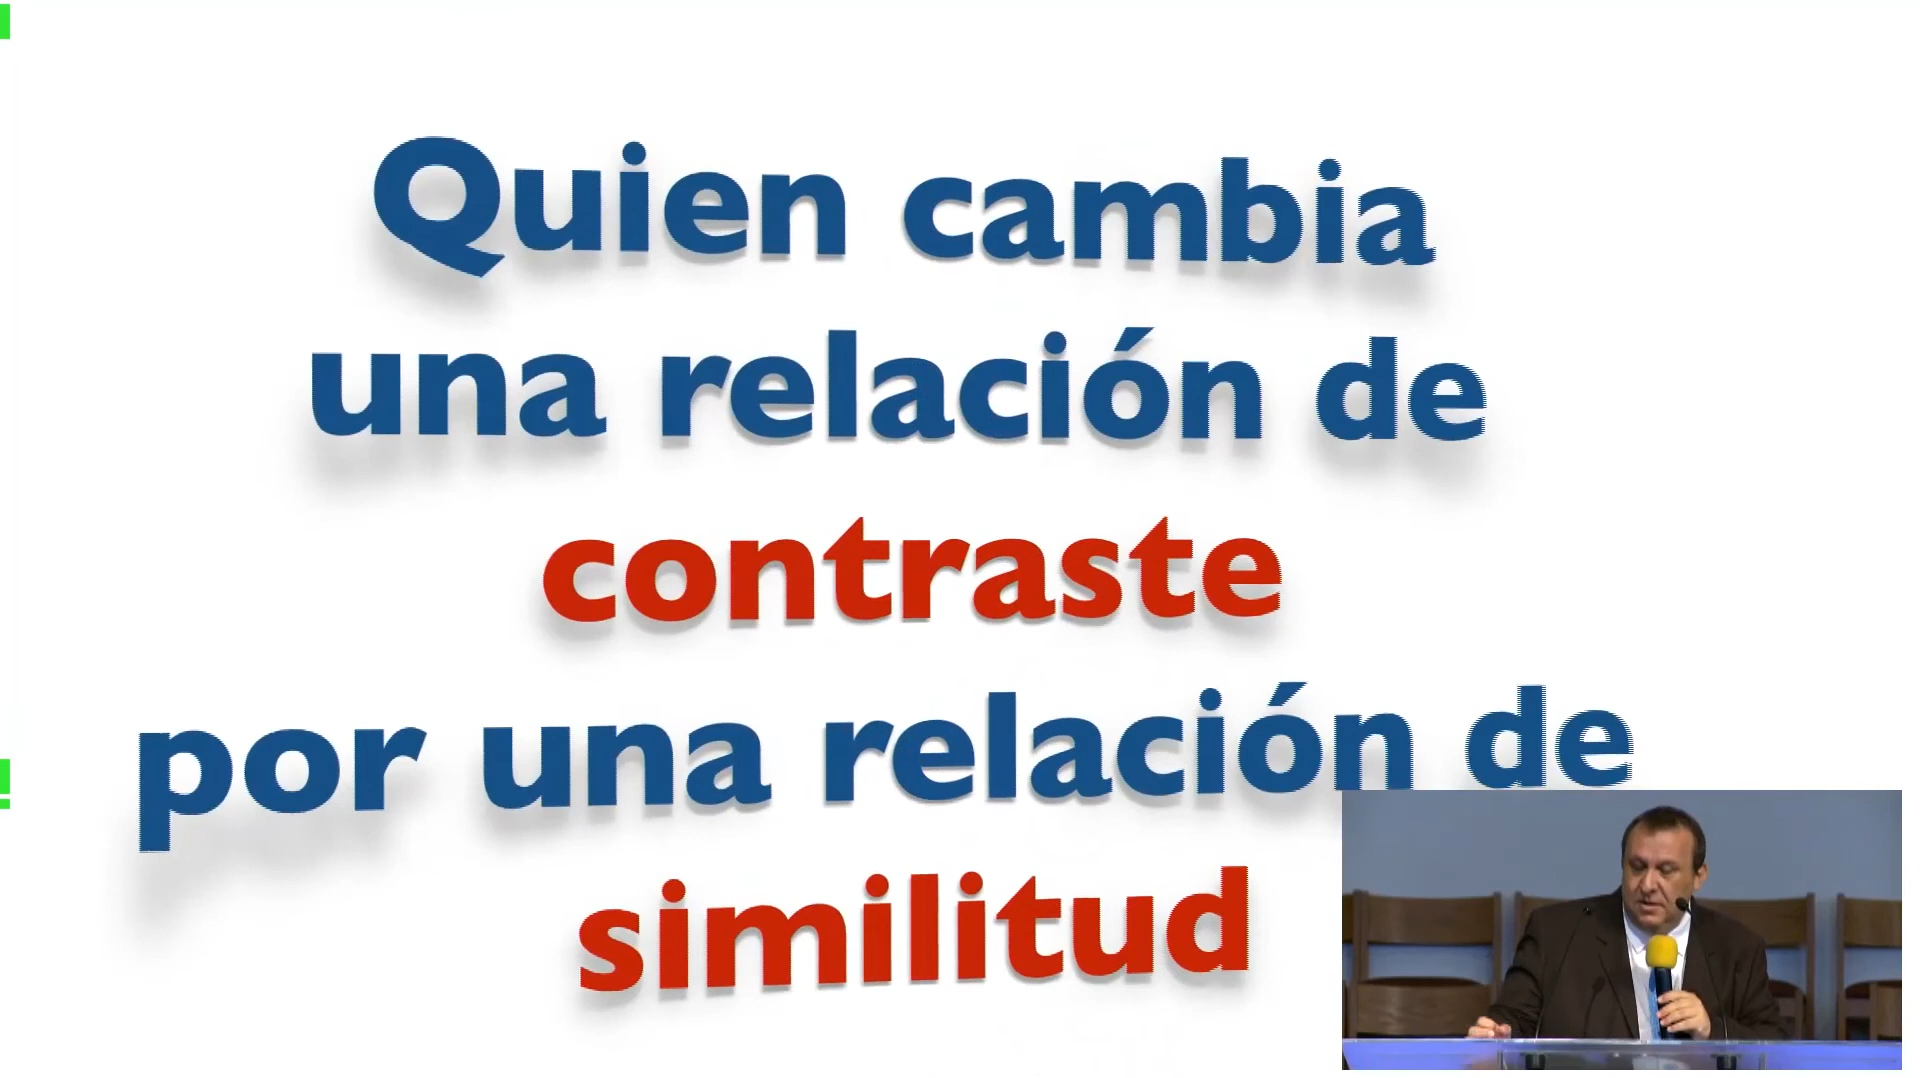 Quien cambia
una relación de
contraste
por una relación de
similitud